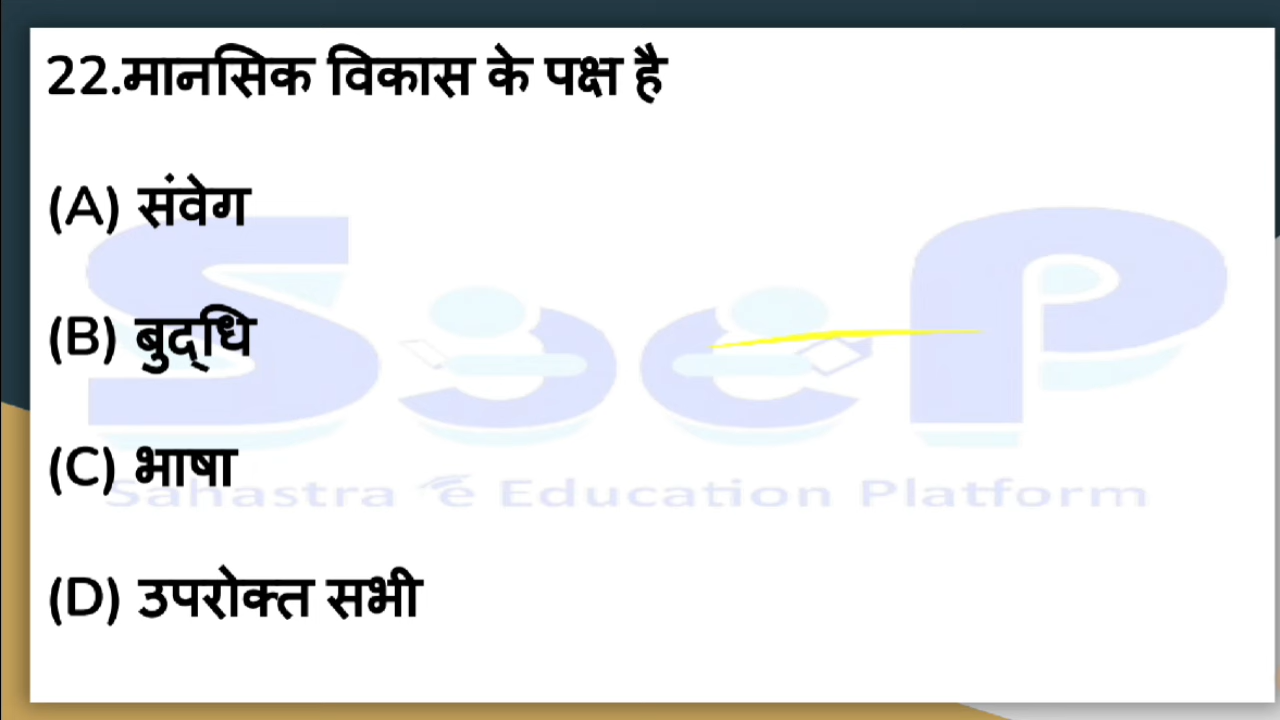 22.मानसिक विकास के पक्ष है
(A) संवेग
(B) बुद्धि
(C) भाषा
Sahastra e Education Platform
(D) उपरोक्त सभी